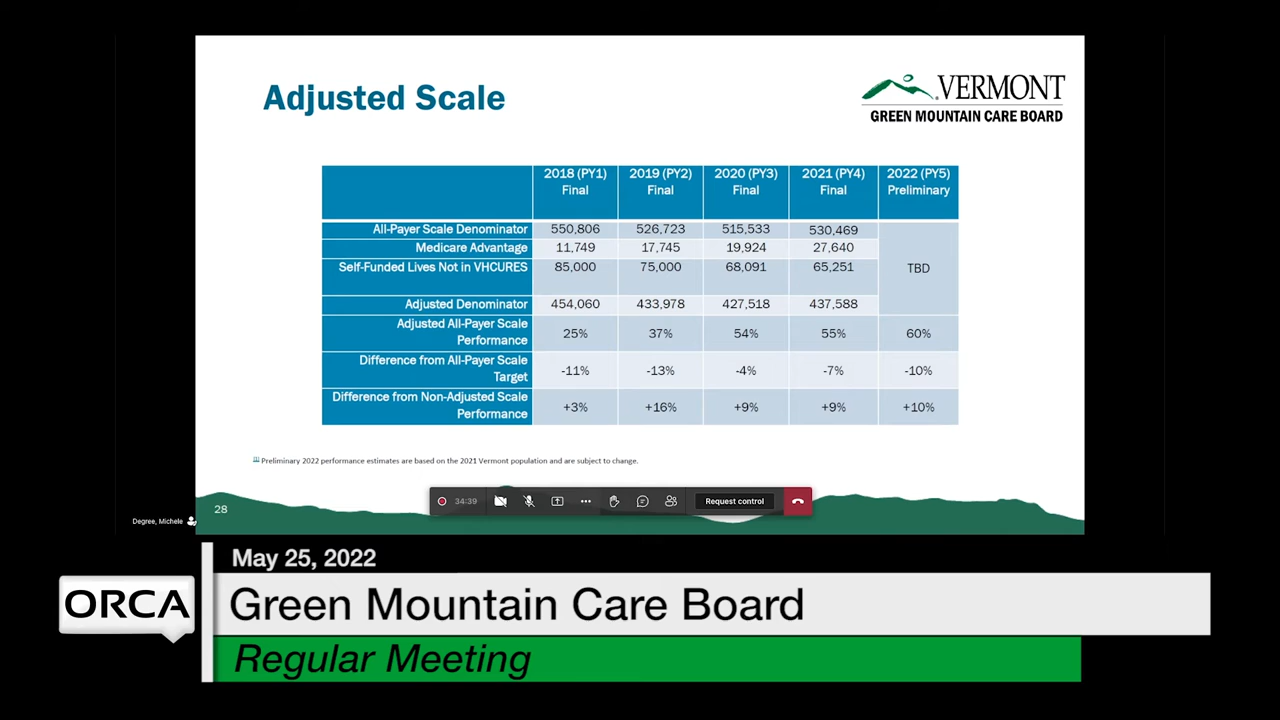 Adjusted Scale
VERMONT
GREEN MOUNTAIN CARE BOARD
2018 (PY1) Final
2019 (PY2) Final
2020 (PY3) Final
2021 (PY4) Final
2022 (PY5) Preliminary
All-Payer Scale Denominator 550,806 526,723 515,533 530,469
Medicare Advantage 11,749 17,745 19,924 27,640
Self-Funded Lives Not in VHCURES 85,000 75,000 68,091 65,251 TBD
Adjusted Denominator 454,060 433,978 427,518 437,588
Adjusted All-Payer Scale
Performance 25% 37% 54% 55% 60%
Difference from All-Payer Scale
Target -11% -13% -4% -7% -10%
Difference from Non-Adjusted Scale
Performance +3% +16% +9% +9% +10%
[1] Preliminary 2022 performance estimates are based on the 2021 Vermont population and are subject to change.
34:39 Request control
28
Degree, Michele
May 25, 2022
ORCA
Green Mountain Care Board
Regular Meeting